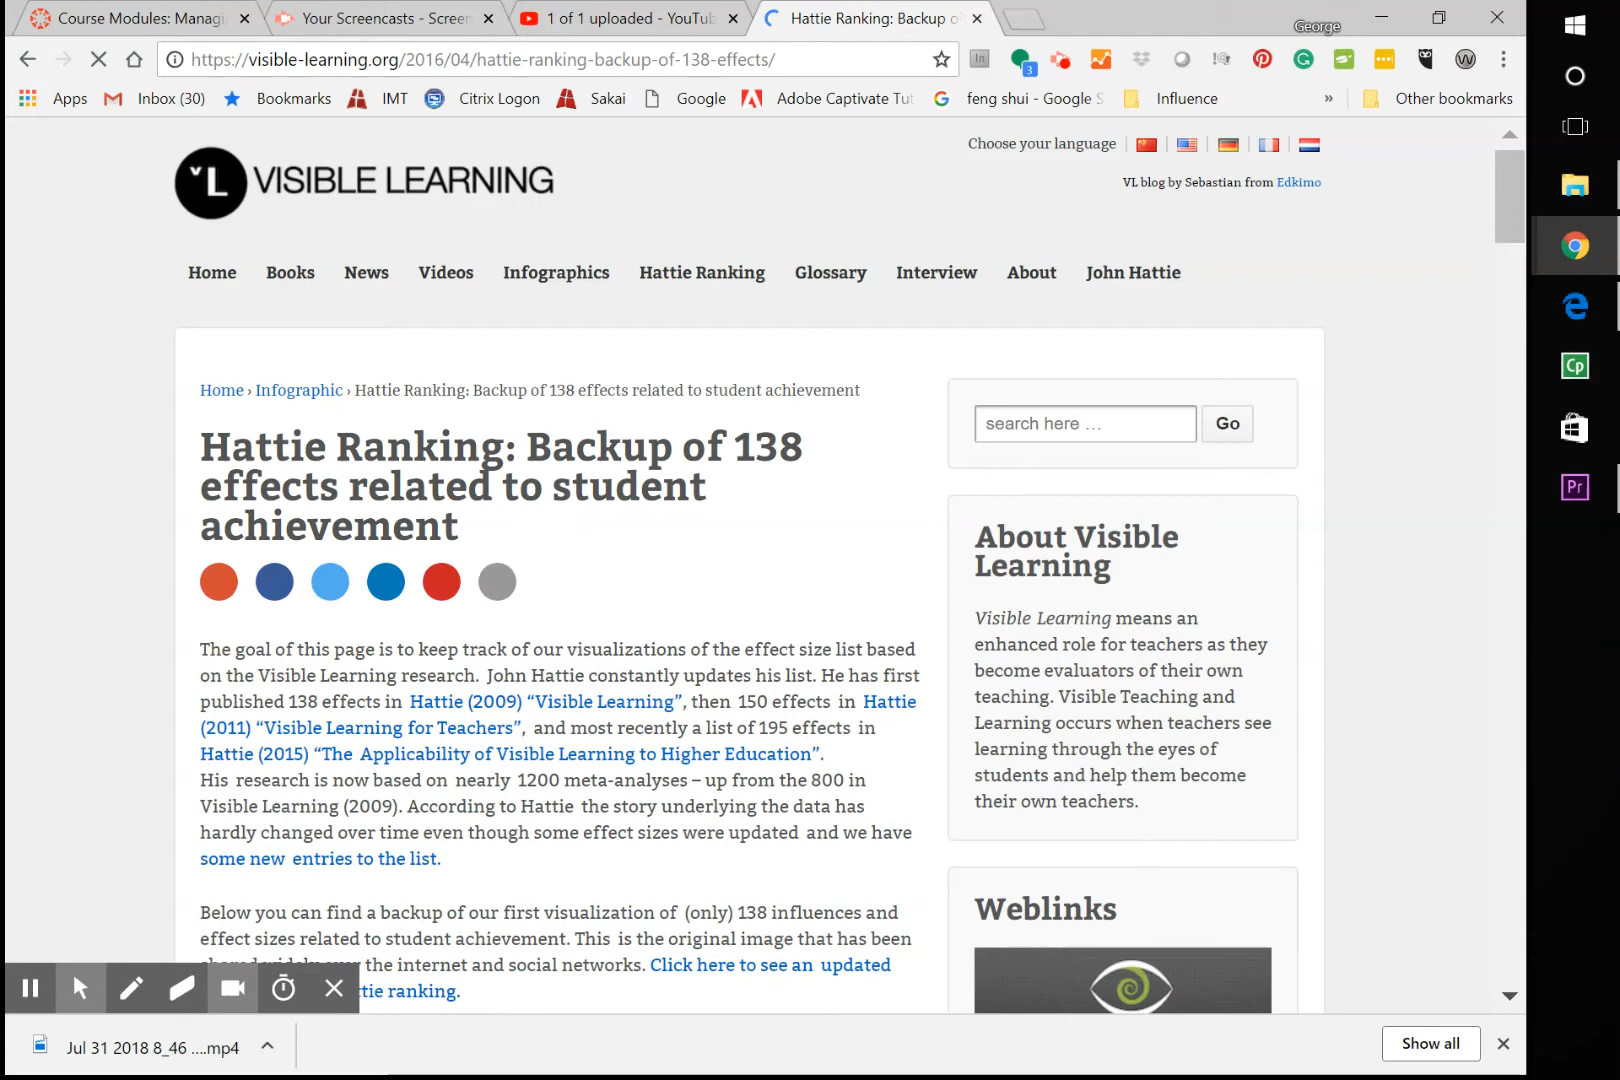 Course Modules: Managi
Your Screencasts - Screen
1 of 1 uploaded - YouTub
Hattie Ranking: Backup o
George
https://visible-learning.org/2016/04/hattie-ranking-backup-of-138-effects/
3
Apps
Inbox (30)
Bookmarks
IMT
Citrix Logon
Sakai
Google
Adobe Captivate Tut
feng shui - Google S
Influence
»
Other bookmarks
Choose your language
vL VISIBLE LEARNING
VL blog by Sebastian from Edkimo
Home Books News Videos Infographics Hattie Ranking Glossary Interview About John Hattie
Home › Infographic › Hattie Ranking: Backup of 138 effects related to student achievement
Hattie Ranking: Backup of 138
effects related to student
achievement
The goal of this page is to keep track of our visualizations of the effect size list based
on the Visible Learning research. John Hattie constantly updates his list. He has first
published 138 effects in Hattie (2009) “Visible Learning”, then 150 effects in Hattie
(2011) “Visible Learning for Teachers”, and most recently a list of 195 effects in
Hattie (2015) “The Applicability of Visible Learning to Higher Education”.
His research is now based on nearly 1200 meta-analyses – up from the 800 in
Visible Learning (2009). According to Hattie the story underlying the data has
hardly changed over time even though some effect sizes were updated and we have
some new entries to the list.
Below you can find a backup of our first visualization of (only) 138 influences and
effect sizes related to student achievement. This is the original image that has been
the internet and social networks. Click here to see an updated
ranking.
search here …
Go
About Visible
Learning
Visible Learning means an
enhanced role for teachers as they
become evaluators of their own
teaching. Visible Teaching and
Learning occurs when teachers see
learning through the eyes of
students and help them become
their own teachers.
Weblinks
Jul 31 2018 8_46 ....mp4
Show all
Cp
Pr